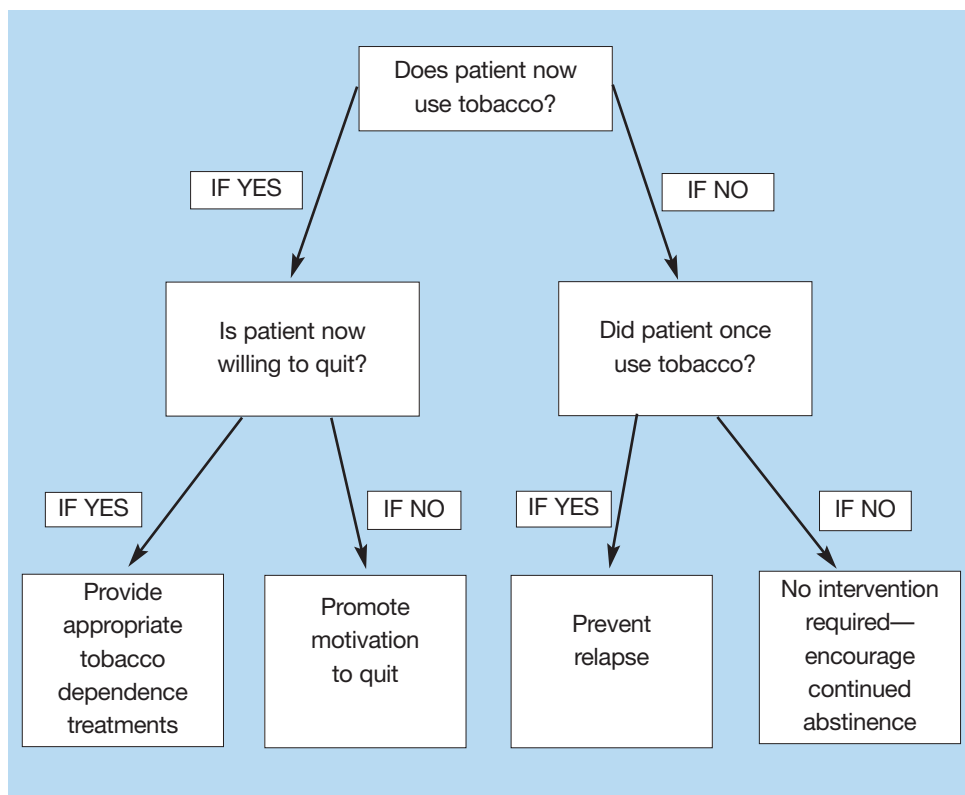 Does patient now
use tobacco?
IF YES
IF NO
Is patient now
willing to quit?
Did patient once
use tobacco?
IF YES
IF NO
IF YES
IF NO
Provide
appropriate
tobacco
dependence
treatments
Promote
motivation
to quit
Prevent
relapse
No intervention
required—
encourage
continued
abstinence